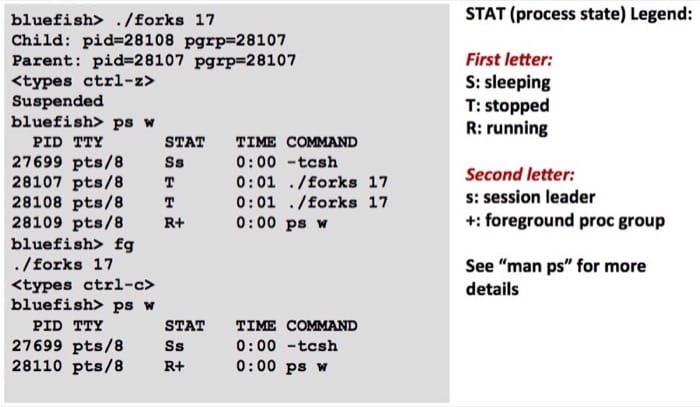 bluefish> ./forks 17
Child: pid=28108 pgrp=28107
Parent: pid=28107 pgrp=28107
<types ctrl-z>
Suspended
bluefish> ps w
PID TTY STAT TIME COMMAND
27699 pts/8 Ss 0:00 -tcsh
28107 pts/8 T 0:01 ./forks 17
28108 pts/8 T 0:01 ./forks 17
28109 pts/8 R+ 0:00 ps w
bluefish> fg
./forks 17
<types ctrl-c>
bluefish> ps w
PID TTY STAT TIME COMMAND
27699 pts/8 Ss 0:00 -tcsh
28110 pts/8 R+ 0:00 ps w
STAT (process state) Legend:
First letter:
S: sleeping
T: stopped
R: running
Second letter:
s: session leader
+: foreground proc group
See “man ps” for more
details